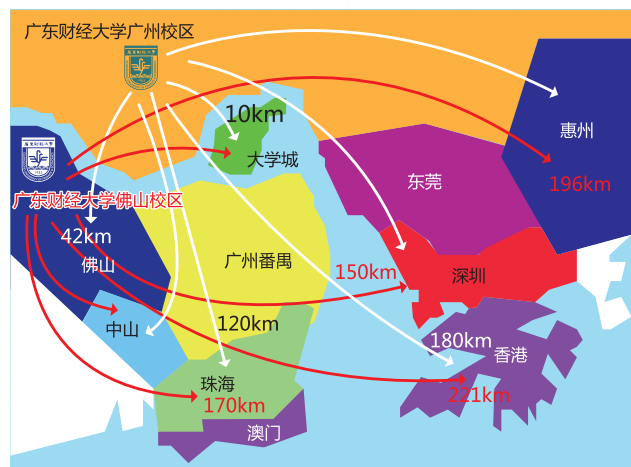 广东财经大学广州校区
10km
惠州
大学城
东莞
196km
广东财经大学佛山校区
42km
佛山
广州番禺
150km
深圳
中山
120km
180km
香港
珠海
170km
221km
澳门